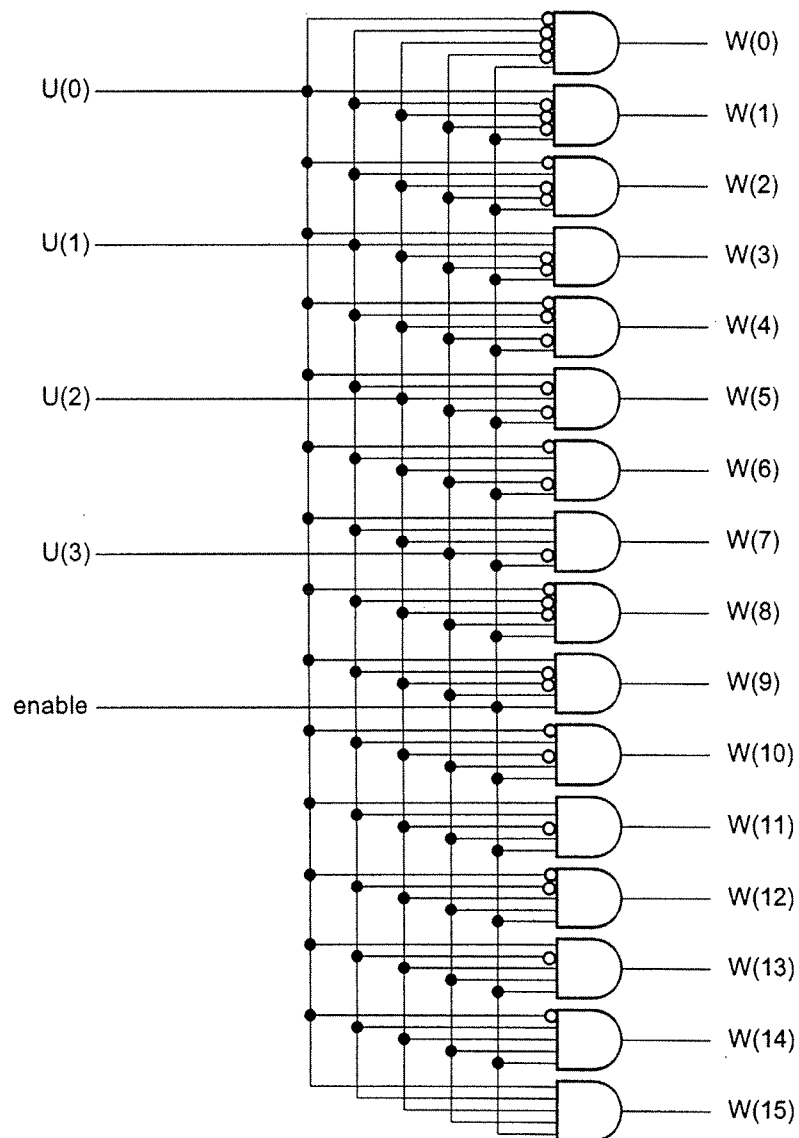 W(0)
U(0)
W(1)
W(2)
U(1)
W(3)
W(4)
U(2)
W(5)
W(6)
W(7)
U(3)
W(8)
W(9)
enable
W(10)
W(11)
W(12)
W(13)
W(14)
W(15)